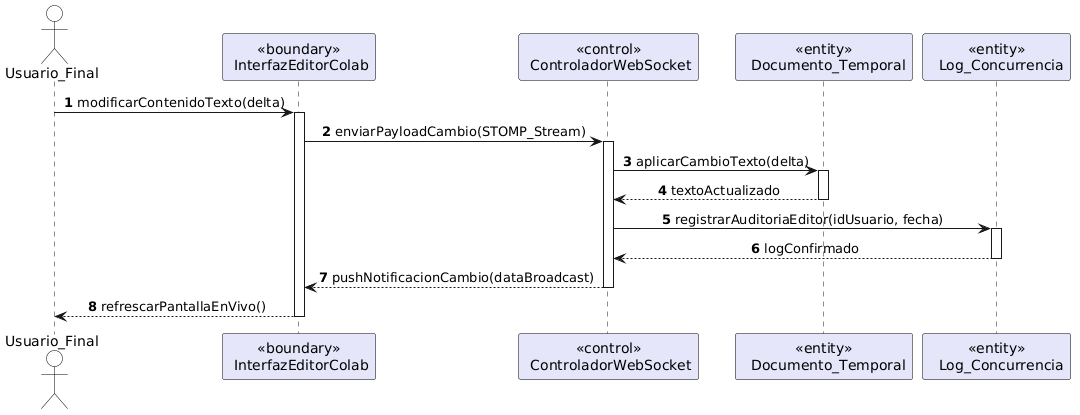 «boundary»
InterfazEditorColab
«control»
ControladorWebSocket
«entity»
Documento_Temporal
«entity»
Log_Concurrencia
Usuario_Final
1 modificarContenidoTexto(delta)
2 enviarPayloadCambio(STOMP_Stream)
3 aplicarCambioTexto(delta)
4 textoActualizado
5 registrarAuditoriaEditor(idUsuario, fecha)
6 logConfirmado
7 pushNotificacionCambio(dataBroadcast)
8 refrescarPantallaEnVivo()
Usuario_Final
«boundary»
InterfazEditorColab
«control»
ControladorWebSocket
«entity»
Documento_Temporal
«entity»
Log_Concurrencia